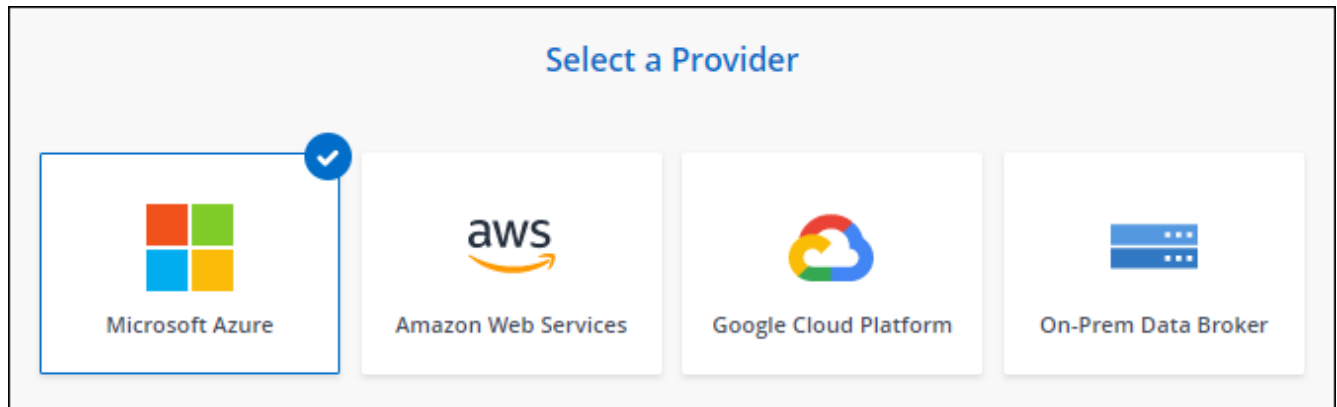 Select a Provider
aws
Microsoft Azure
Amazon Web Services
Google Cloud Platform
On-Prem Data Broker